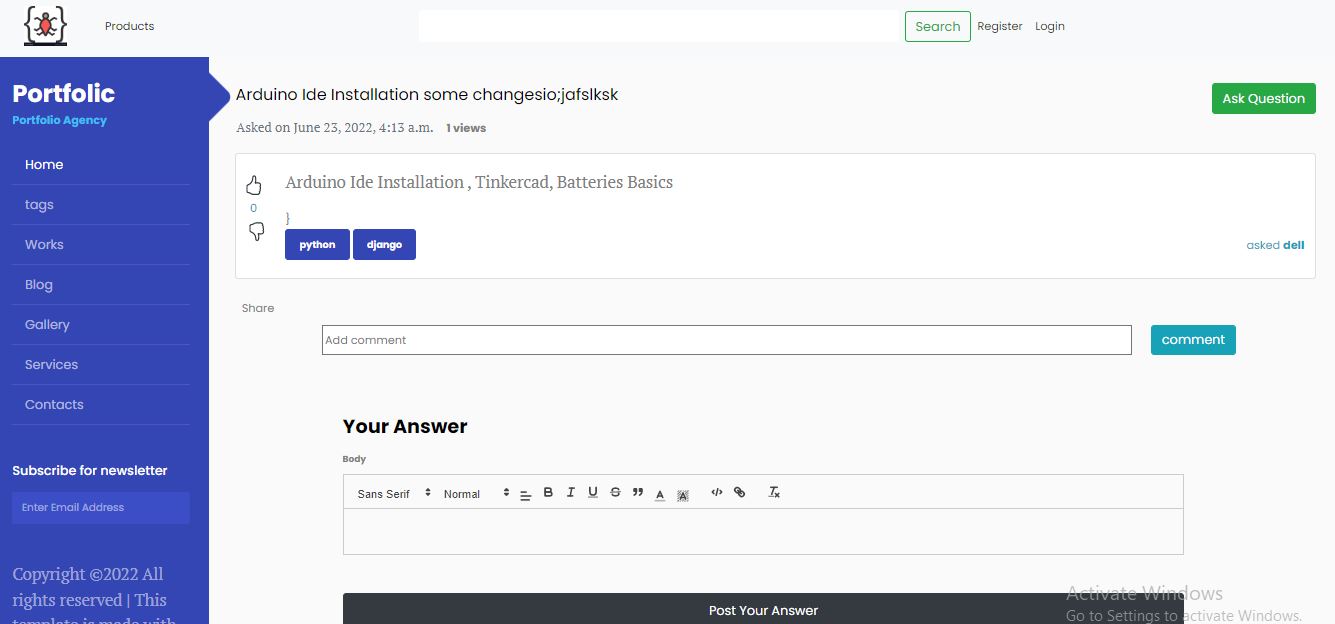 Products
Search
Register
Login
Portfolic
Portfolio Agency
Home
tags
Works
Blog
Gallery
Services
Contacts
Subscribe for newsletter
Enter Email Address
Copyright ©2022 All
rights reserved | This
template is made with
Arduino Ide Installation some changesio;jafslksk
Ask Question
Asked on June 23, 2022, 4:13 a.m. 1 views
Arduino Ide Installation , Tinkercad, Batteries Basics
0
}
python django
asked dell
Share
Add comment
comment
Your Answer
Body
Sans Serif Normal
Post Your Answer
Activate Windows
Go to Settings to activate Windows.